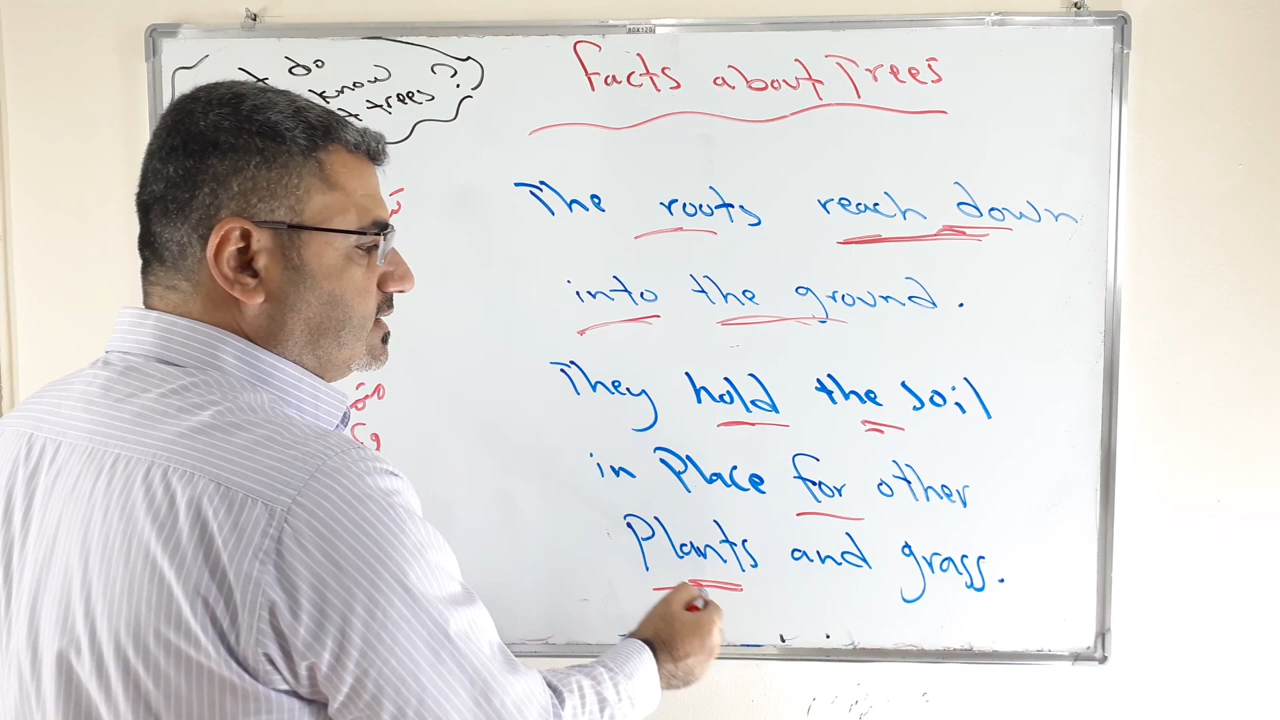 do
know
trees ?
Facts about Trees
The roots reach down
into the ground.
They hold the soil
in Place for other
Plants and grass.
80X120